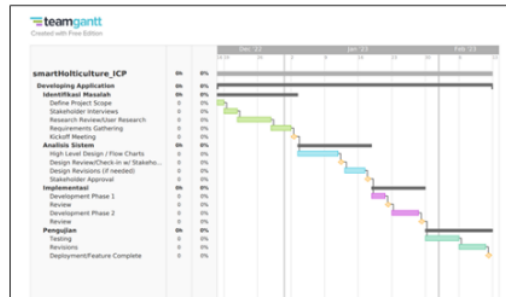 teamgantt
Created with Free Edition
Dec '22 Jan '23 Feb '23
smartHolticulture_ICP 0h 0%
Developing Application 0h 0%
Identifikasi Masalah 0h 0%
Define Project Scope 0 0%
Stakeholder Interviews 0 0%
Research Review/User Research 0 0%
Requirements Gathering 0 0%
Kickoff Meeting 0 0%
Analisis Sistem 0h 0%
High Level Design / Flow Charts 0 0%
Design Review/Check-in w/ Stakeho... 0 0%
Design Revisions (if needed) 0 0%
Stakeholder Approval 0 0%
Implementasi 0h 0%
Development Phase 1 0 0%
Review 0 0%
Development Phase 2 0 0%
Review 0 0%
Pengujian 0h 0%
Testing 0 0%
Revisions 0 0%
Deployment/Feature Complete 0 0%